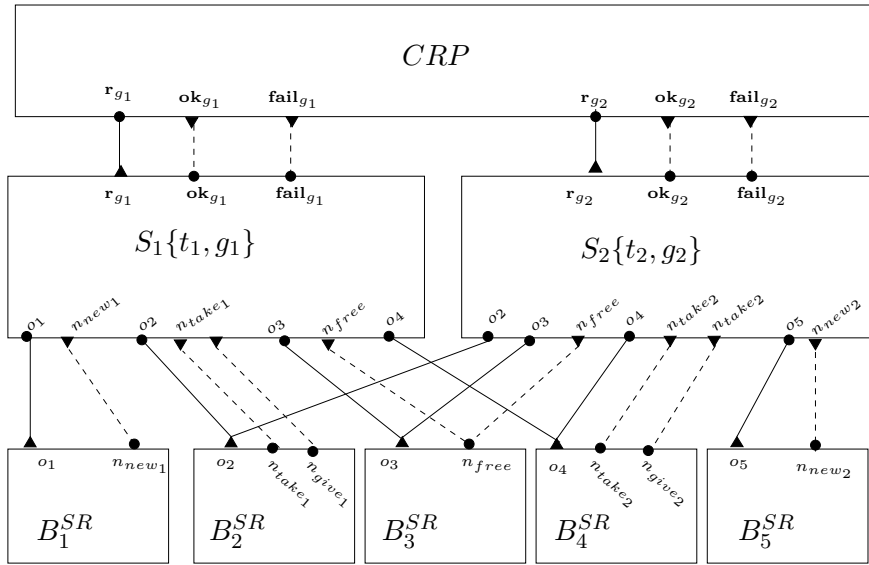 CRP
r_{g_1} ok_{g_1} fail_{g_1} r_{g_2} ok_{g_2} fail_{g_2}
r_{g_1} ok_{g_1} fail_{g_1} r_{g_2} ok_{g_2} fail_{g_2}
S_1{t_1, g_1} S_2{t_2, g_2}
o_1 n_{new_1} o_2 n_{take_1} o_3 n_{free} o_4 o_2 o_3 n_{free} o_4 n_{take_2} n_{take_2} o_5 n_{new_2}
o_1 n_{new_1} o_2 n_{take_1} n_{give_1} o_3 n_{free} o_4 n_{take_2} n_{give_2} o_5 n_{new_2}
B_1^{SR} B_2^{SR} B_3^{SR} B_4^{SR} B_5^{SR}